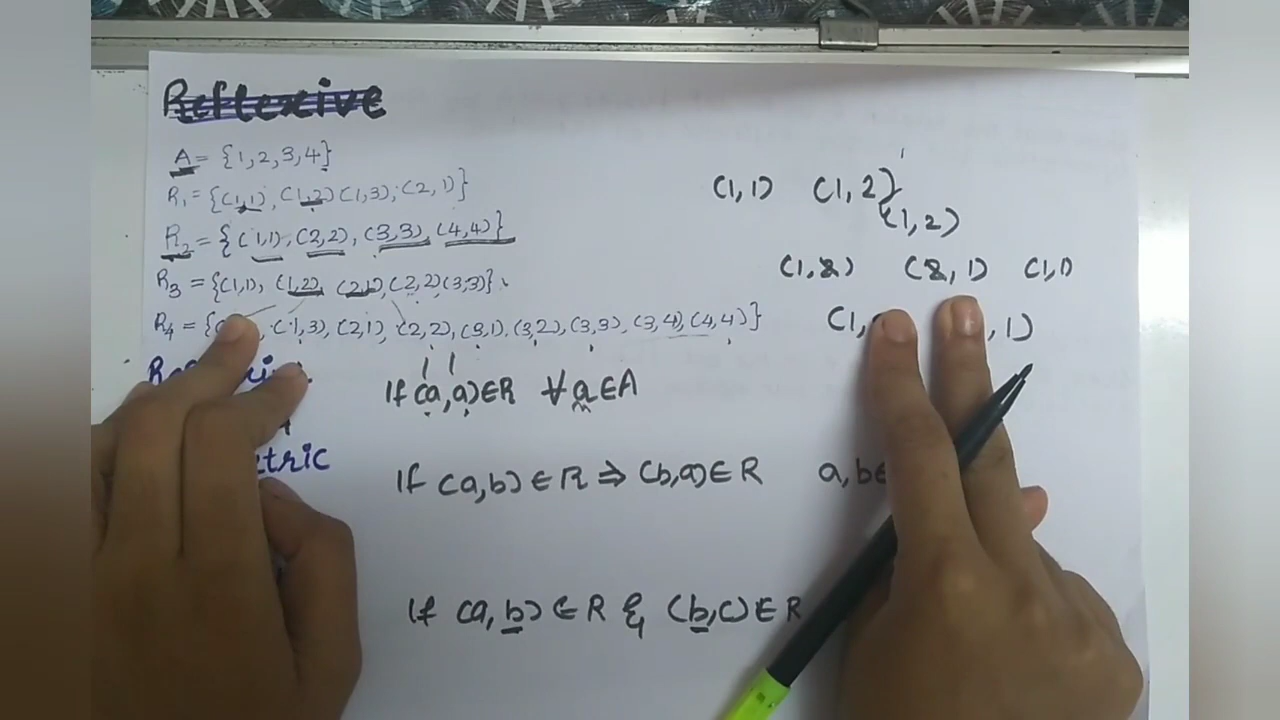 Reflexive
A = {1,2,3,4}
R₁ = {(1,1), (1,2)(1,3), (2,1)}
R₂ = {(1,1), (2,2), (3,3), (4,4)}
R₃ = {(1,1), (1,2), (2,1), (2,2)(3,3)}
R₄ = {( , (1,3), (2,1), (2,2), (3,1), (3,2), (3,3), (3,4), (4,4)}
(1,1) (1,2)}
(1,2)
(1,2) (2,1) (1,1)
(1, ,1)
If (a,a)∈R ∀ a∈A
etric
If (a,b) ∈ R ⇒ (b,a) ∈ R a,b∈
If (a,b) ∈ R & (b,c) ∈ R